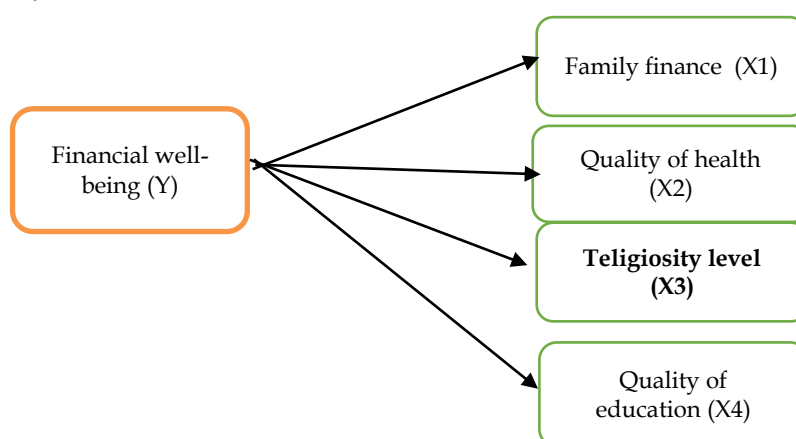 Family finance (X1)
Financial well-
being (Y)
Quality of health
(X2)
Teligiosity level
(X3)
Quality of
education (X4)